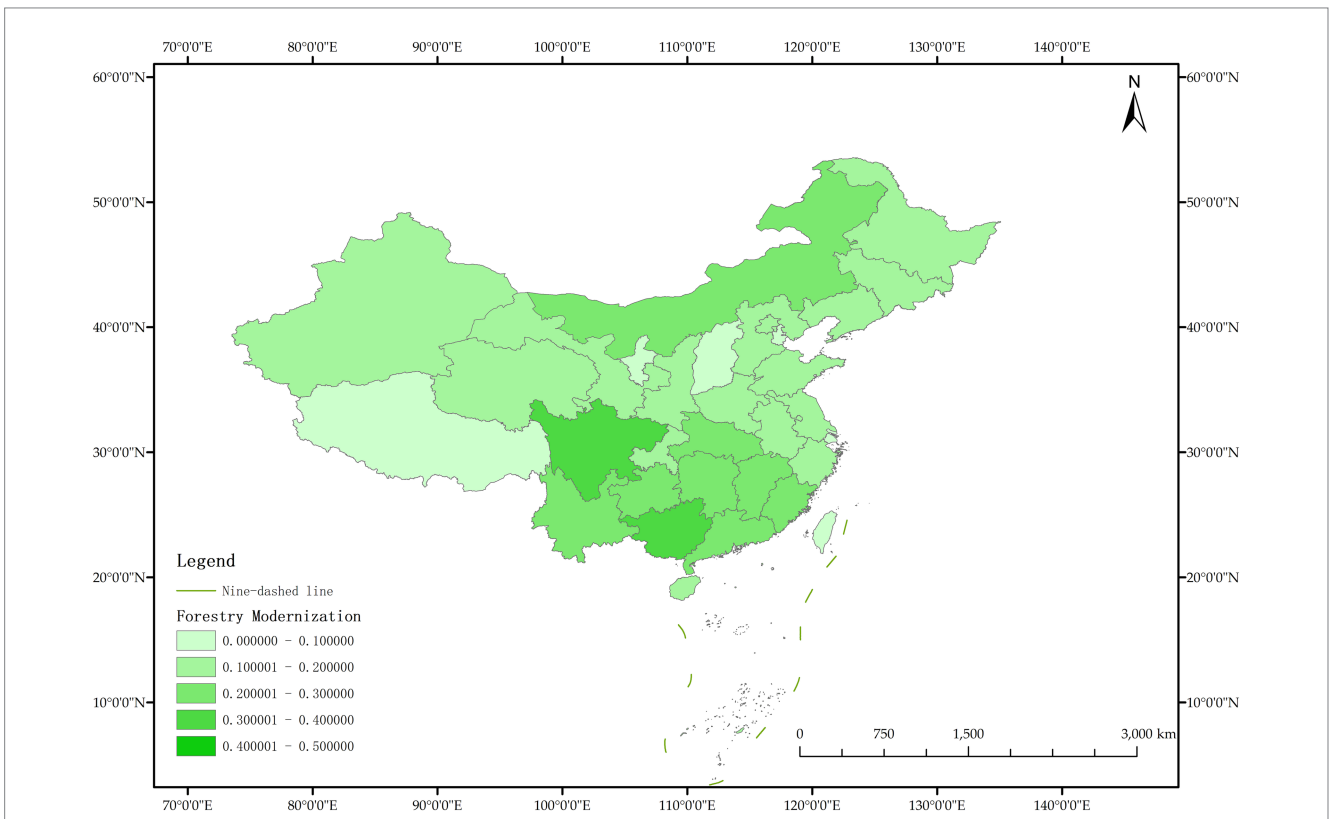 70°0'0"E 80°0'0"E 90°0'0"E 100°0'0"E 110°0'0"E 120°0'0"E 130°0'0"E 140°0'0"E
60°0'0"N 60°0'0"N
N
50°0'0"N 50°0'0"N
40°0'0"N 40°0'0"N
30°0'0"N 30°0'0"N
Legend
20°0'0"N 20°0'0"N
Nine-dashed line
Forestry Modernization
0.000000 - 0.100000
0.100001 - 0.200000
0.200001 - 0.300000
10°0'0"N 10°0'0"N
0.300001 - 0.400000
0 750 1,500 3,000 km
0.400001 - 0.500000
70°0'0"E 80°0'0"E 90°0'0"E 100°0'0"E 110°0'0"E 120°0'0"E 130°0'0"E 140°0'0"E